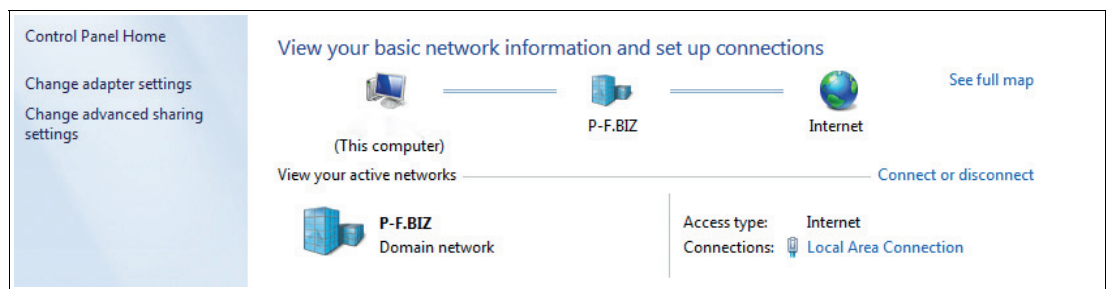 Control Panel Home
Change adapter settings
Change advanced sharing
settings
View your basic network information and set up connections
See full map
P-F.BIZ
Internet
(This computer)
View your active networks
Connect or disconnect
P-F.BIZ
Domain network
Access type: Internet
Connections: Local Area Connection